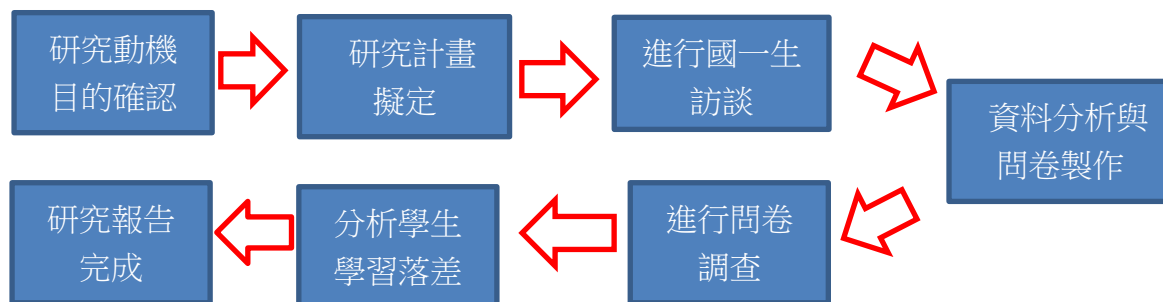 研究動機
目的確認
研究計畫
擬定
進行國一生
訪談
資料分析與
問卷製作
進行問卷
調查
分析學生
學習落差
研究報告
完成